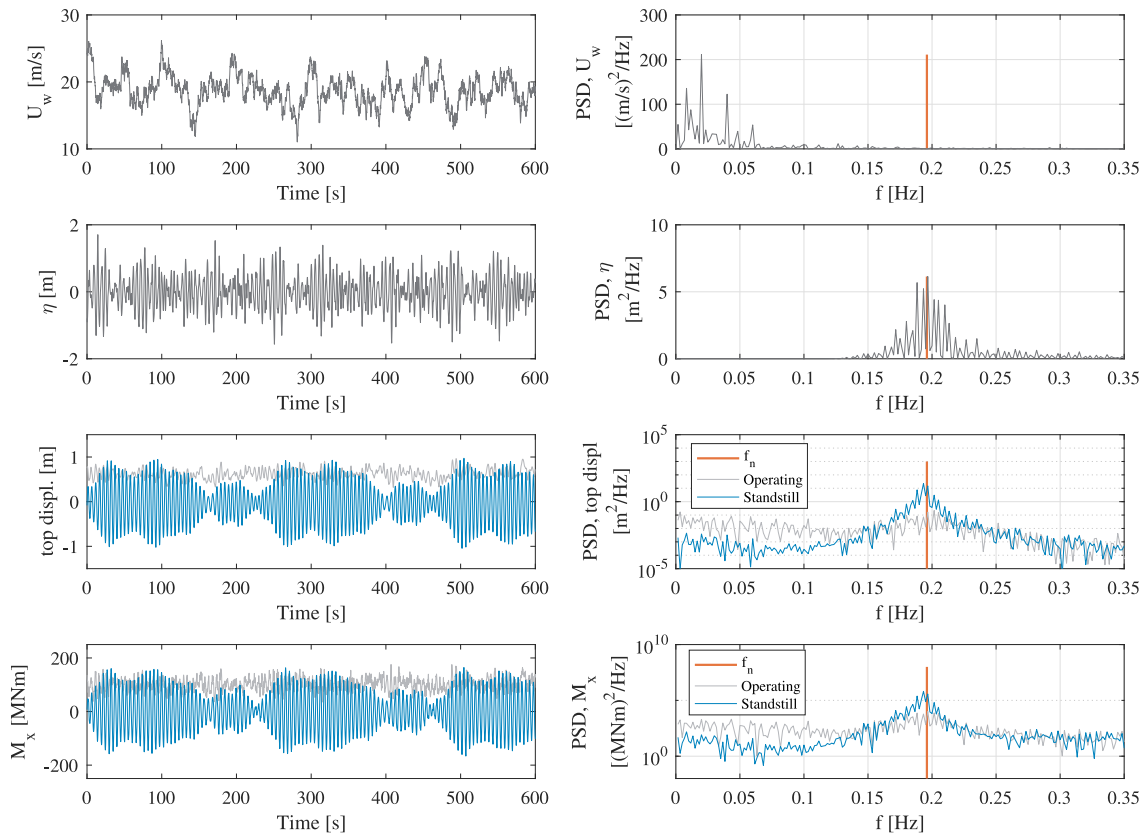 U_w [m/s]
30
20
10
0 100 200 300 400 500 600
Time [s]
PSD, U_w
[(m/s)^2/Hz]
300
200
100
0
0 0.05 0.1 0.15 0.2 0.25 0.3 0.35
f [Hz]
η [m]
2
0
-2
0 100 200 300 400 500 600
Time [s]
PSD, η
[m^2/Hz]
10
5
0
0 0.05 0.1 0.15 0.2 0.25 0.3 0.35
f [Hz]
top displ. [m]
1
0
-1
0 100 200 300 400 500 600
Time [s]
PSD, top displ
[m^2/Hz]
10^5
10^0
10^-5
f_n
Operating
Standstill
0 0.05 0.1 0.15 0.2 0.25 0.3 0.35
f [Hz]
M_x [MNm]
200
0
-200
0 100 200 300 400 500 600
Time [s]
PSD, M_x
[(MNm)^2/Hz]
10^10
10^0
f_n
Operating
Standstill
0 0.05 0.1 0.15 0.2 0.25 0.3 0.35
f [Hz]